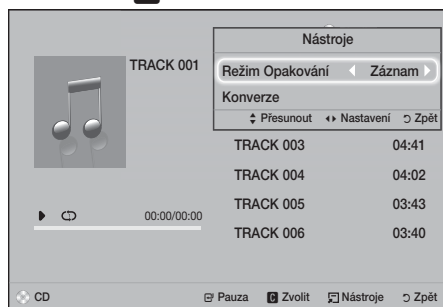 TRACK 001
Nástroje
Režim Opakování Záznam
Konverze
Přesunout Nastavení Zpět
TRACK 003 04:41
TRACK 004 04:02
TRACK 005 03:43
TRACK 006 03:40
00:00/00:00
CD Pauza C Zvolit Nástroje Zpět